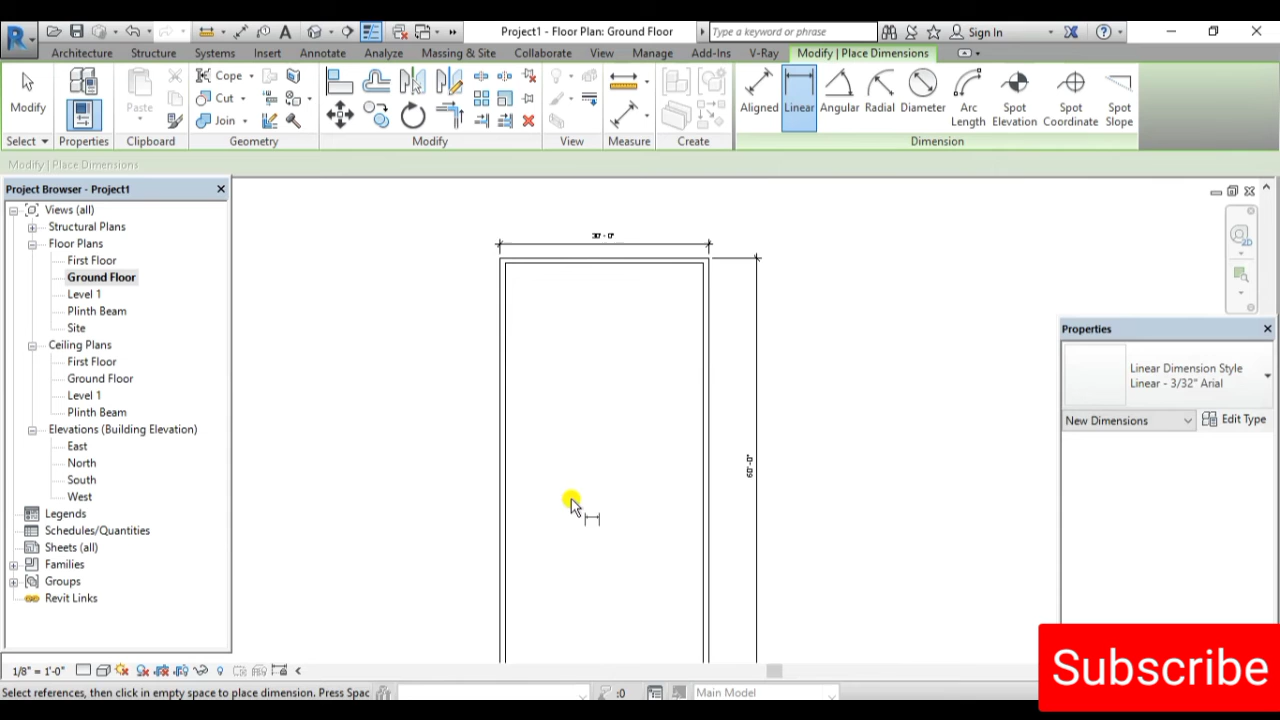 Project1 - Floor Plan: Ground Floor
Type a keyword or phrase
Sign In
Architecture
Structure
Systems
Insert
Annotate
Analyze
Massing & Site
Collaborate
View
Manage
Add-Ins
V-Ray
Modify | Place Dimensions
Modify
Paste
Cope
Cut
Join
Aligned
Linear
Angular
Radial
Diameter
Arc Length
Spot Elevation
Spot Coordinate
Spot Slope
Select
Properties
Clipboard
Geometry
Modify
View
Measure
Create
Dimension
Modify | Place Dimensions
Project Browser - Project1
Views (all)
Structural Plans
Floor Plans
First Floor
Ground Floor
Level 1
Plinth Beam
Site
Ceiling Plans
First Floor
Ground Floor
Level 1
Plinth Beam
Elevations (Building Elevation)
East
North
South
West
Legends
Schedules/Quantities
Sheets (all)
Families
Groups
Revit Links
30' - 0"
60' - 0"
2D
Properties
Linear Dimension Style
Linear - 3/32" Arial
New Dimensions
Edit Type
1/8" = 1'-0"
Select references, then click in empty space to place dimension. Press Spac
:0
Main Model
Subscribe